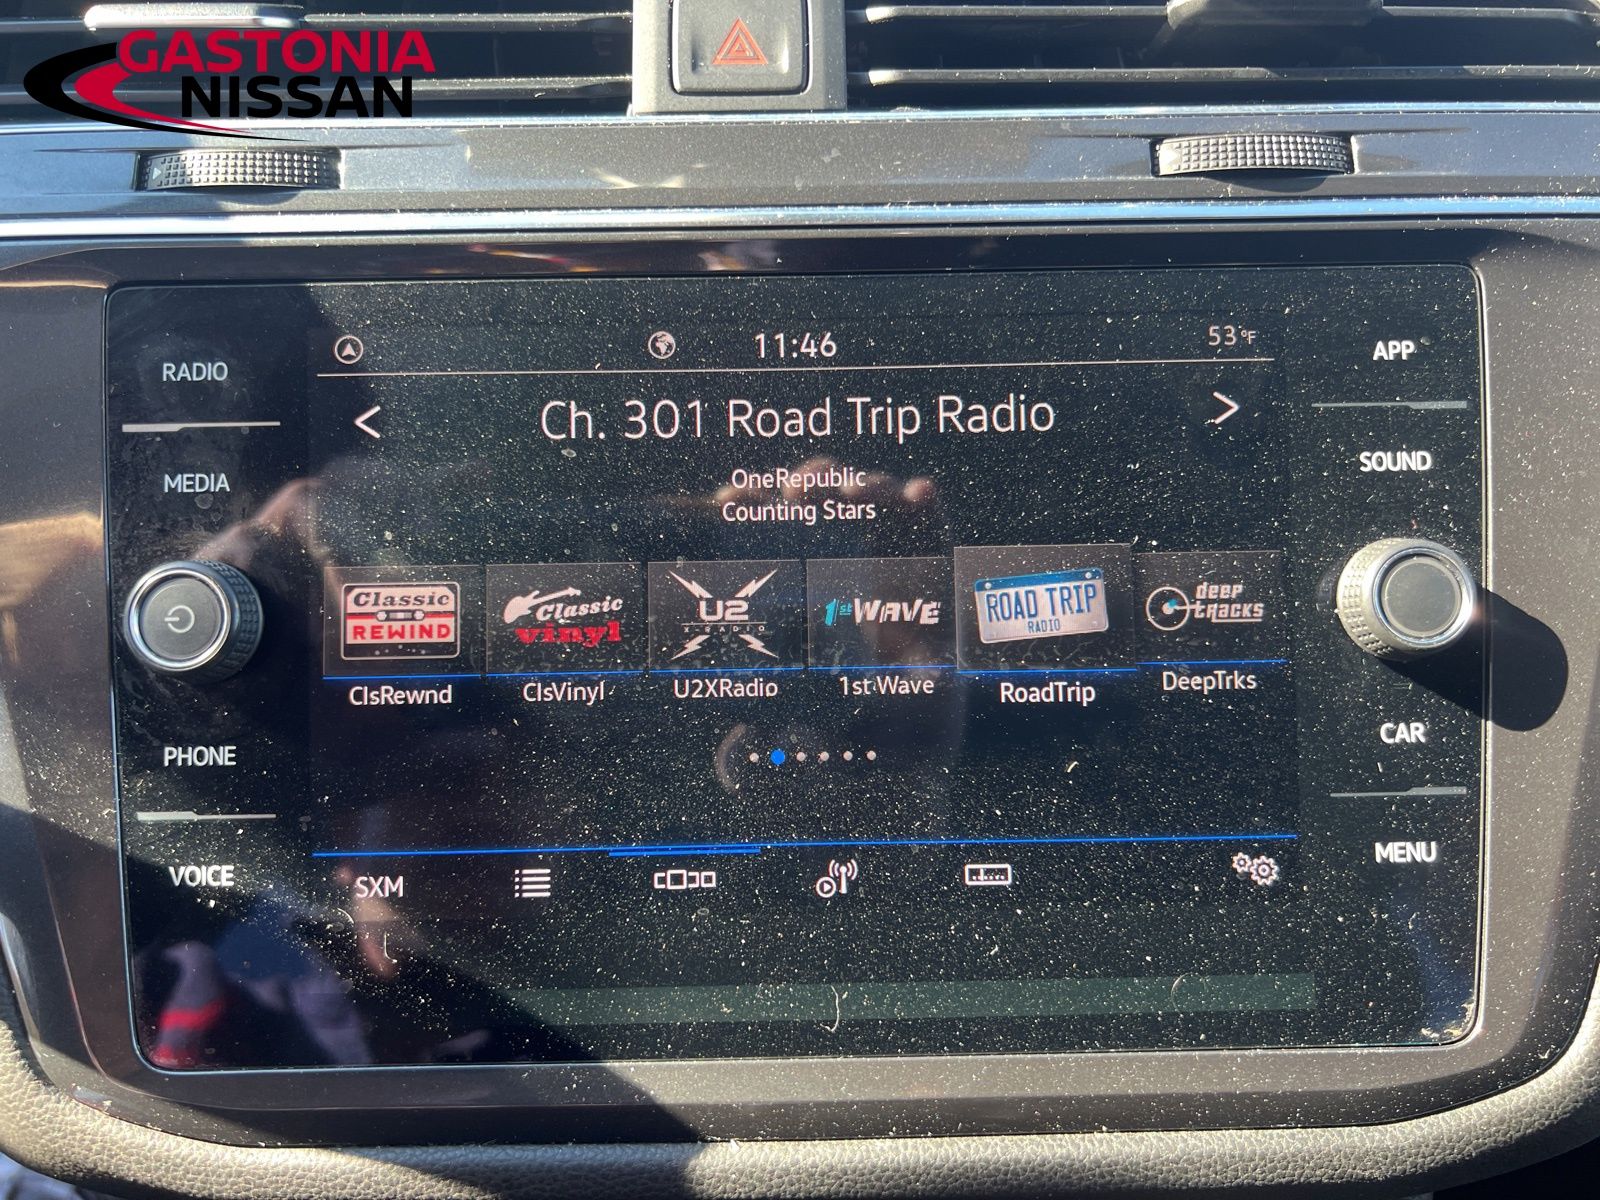 GASTONIA
NISSAN
RADIO
MEDIA
PHONE
VOICE
11:46
53°F
Ch. 301 Road Trip Radio
OneRepublic
Counting Stars
Classic
REWIND
ClsRewnd
Classic
vinyl
ClsVinyl
U2
X-RADIO
U2XRadio
1st WAVE
1st Wave
ROAD TRIP
RADIO
RoadTrip
deep
tracks
DeepTrks
SXM
APP
SOUND
CAR
MENU